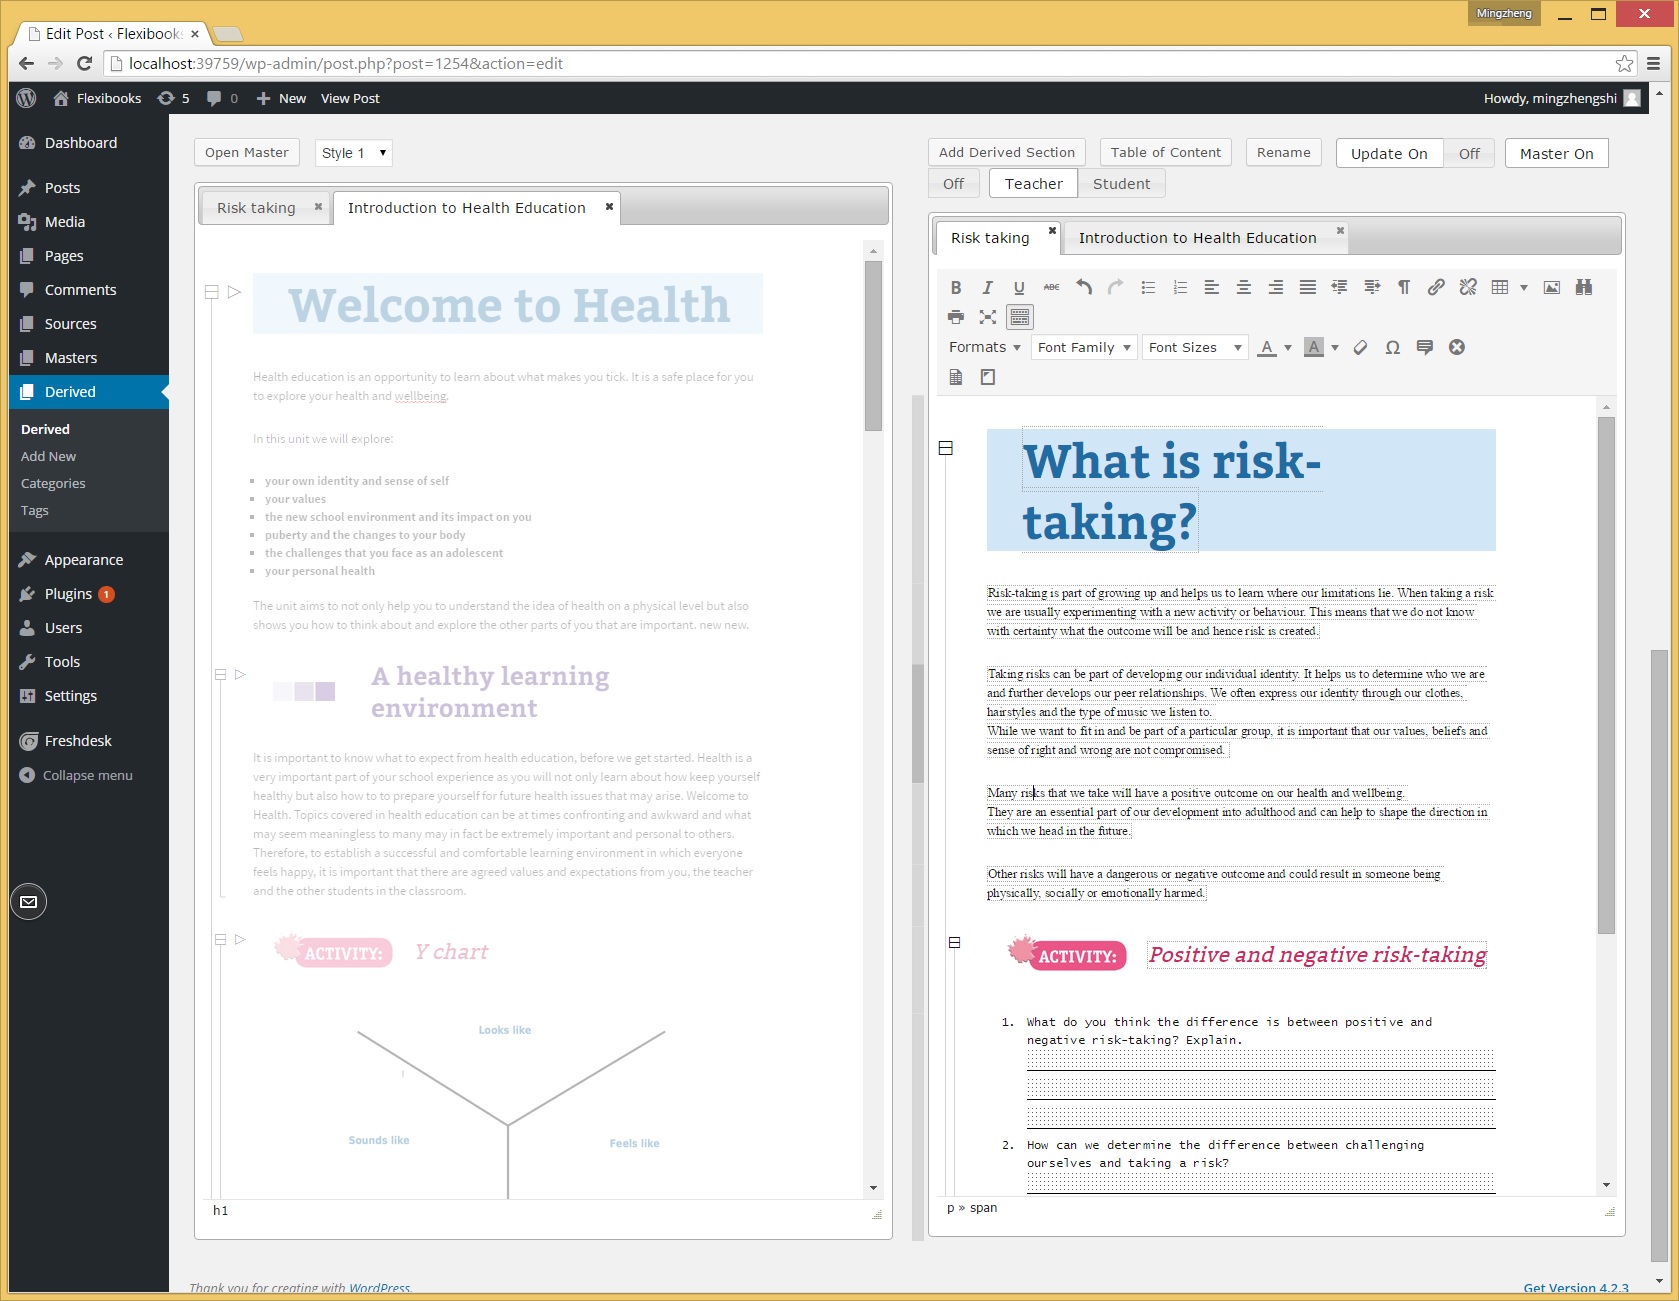 Mingzheng
Edit Post ‹ Flexibooks
localhost:39759/wp-admin/post.php?post=1254&action=edit
Flexibooks 5 0 New View Post Howdy, mingzhengshi
Dashboard
Posts
Media
Pages
Comments
Sources
Masters
Derived
Derived
Add New
Categories
Tags
Appearance
Plugins 1
Users
Tools
Settings
Freshdesk
Collapse menu
Open Master Style 1
Risk taking Introduction to Health Education
Welcome to Health
Health education is an opportunity to learn about what makes you tick. It is a safe place for you
to explore your health and wellbeing.
In this unit we will explore:
your own identity and sense of self
your values
the new school environment and its impact on you
puberty and the changes to your body
the challenges that you face as an adolescent
your personal health
The unit aims to not only help you to understand the idea of health on a physical level but also
shows you how to think about and explore the other parts of you that are important. new new.
A healthy learning
environment
It is important to know what to expect from health education, before we get started. Health is a
very important part of your school experience as you will not only learn about how keep yourself
healthy but also how to to prepare yourself for future health issues that may arise. Welcome to
Health. Topics covered in health education can be at times confronting and awkward and what
may seem meaningless to many may in fact be extremely important and personal to others.
Therefore, to establish a successful and comfortable learning environment in which everyone
feels happy, it is important that there are agreed values and expectations from you, the teacher
and the other students in the classroom.
ACTIVITY: Y chart
Looks like
Sounds like
Feels like
h1
Add Derived Section Table of Content Rename Update On Off Master On
Off Teacher Student
Risk taking Introduction to Health Education
B I U ABC
Formats Font Family Font Sizes A A Ω
What is risk-
taking?
Risk-taking is part of growing up and helps us to learn where our limitations lie. When taking a risk
we are usually experimenting with a new activity or behaviour. This means that we do not know
with certainty what the outcome will be and hence risk is created.
Taking risks can be part of developing our individual identity. It helps us to determine who we are
and further develops our peer relationships. We often express our identity through our clothes,
hairstyles and the type of music we listen to.
While we want to fit in and be part of a particular group, it is important that our values, beliefs and
sense of right and wrong are not compromised.
Many risks that we take will have a positive outcome on our health and wellbeing.
They are an essential part of our development into adulthood and can help to shape the direction in
which we head in the future.
Other risks will have a dangerous or negative outcome and could result in someone being
physically, socially or emotionally harmed.
ACTIVITY: Positive and negative risk-taking
1. What do you think the difference is between positive and
negative risk-taking? Explain.
2. How can we determine the difference between challenging
ourselves and taking a risk?
p » span
Thank you for creating with WordPress.
Get Version 4.2.3